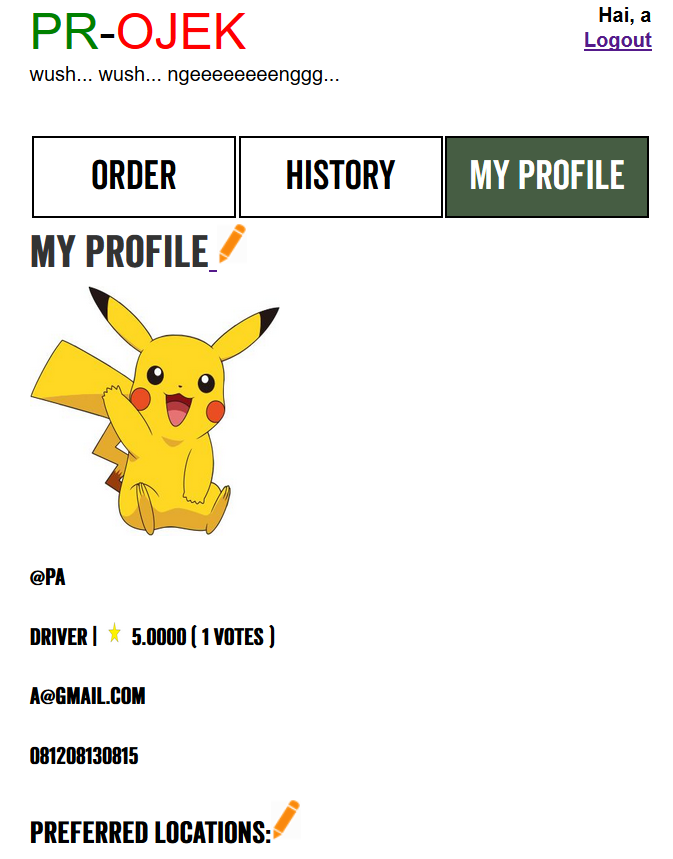 PR-OJEK
Hai, a
Logout
wush... wush... ngeeeeeeeenggg...
ORDER
HISTORY
MY PROFILE
MY PROFILE
@PA
DRIVER | 5.0000 ( 1 VOTES )
A@GMAIL.COM
081208130815
PREFERRED LOCATIONS: